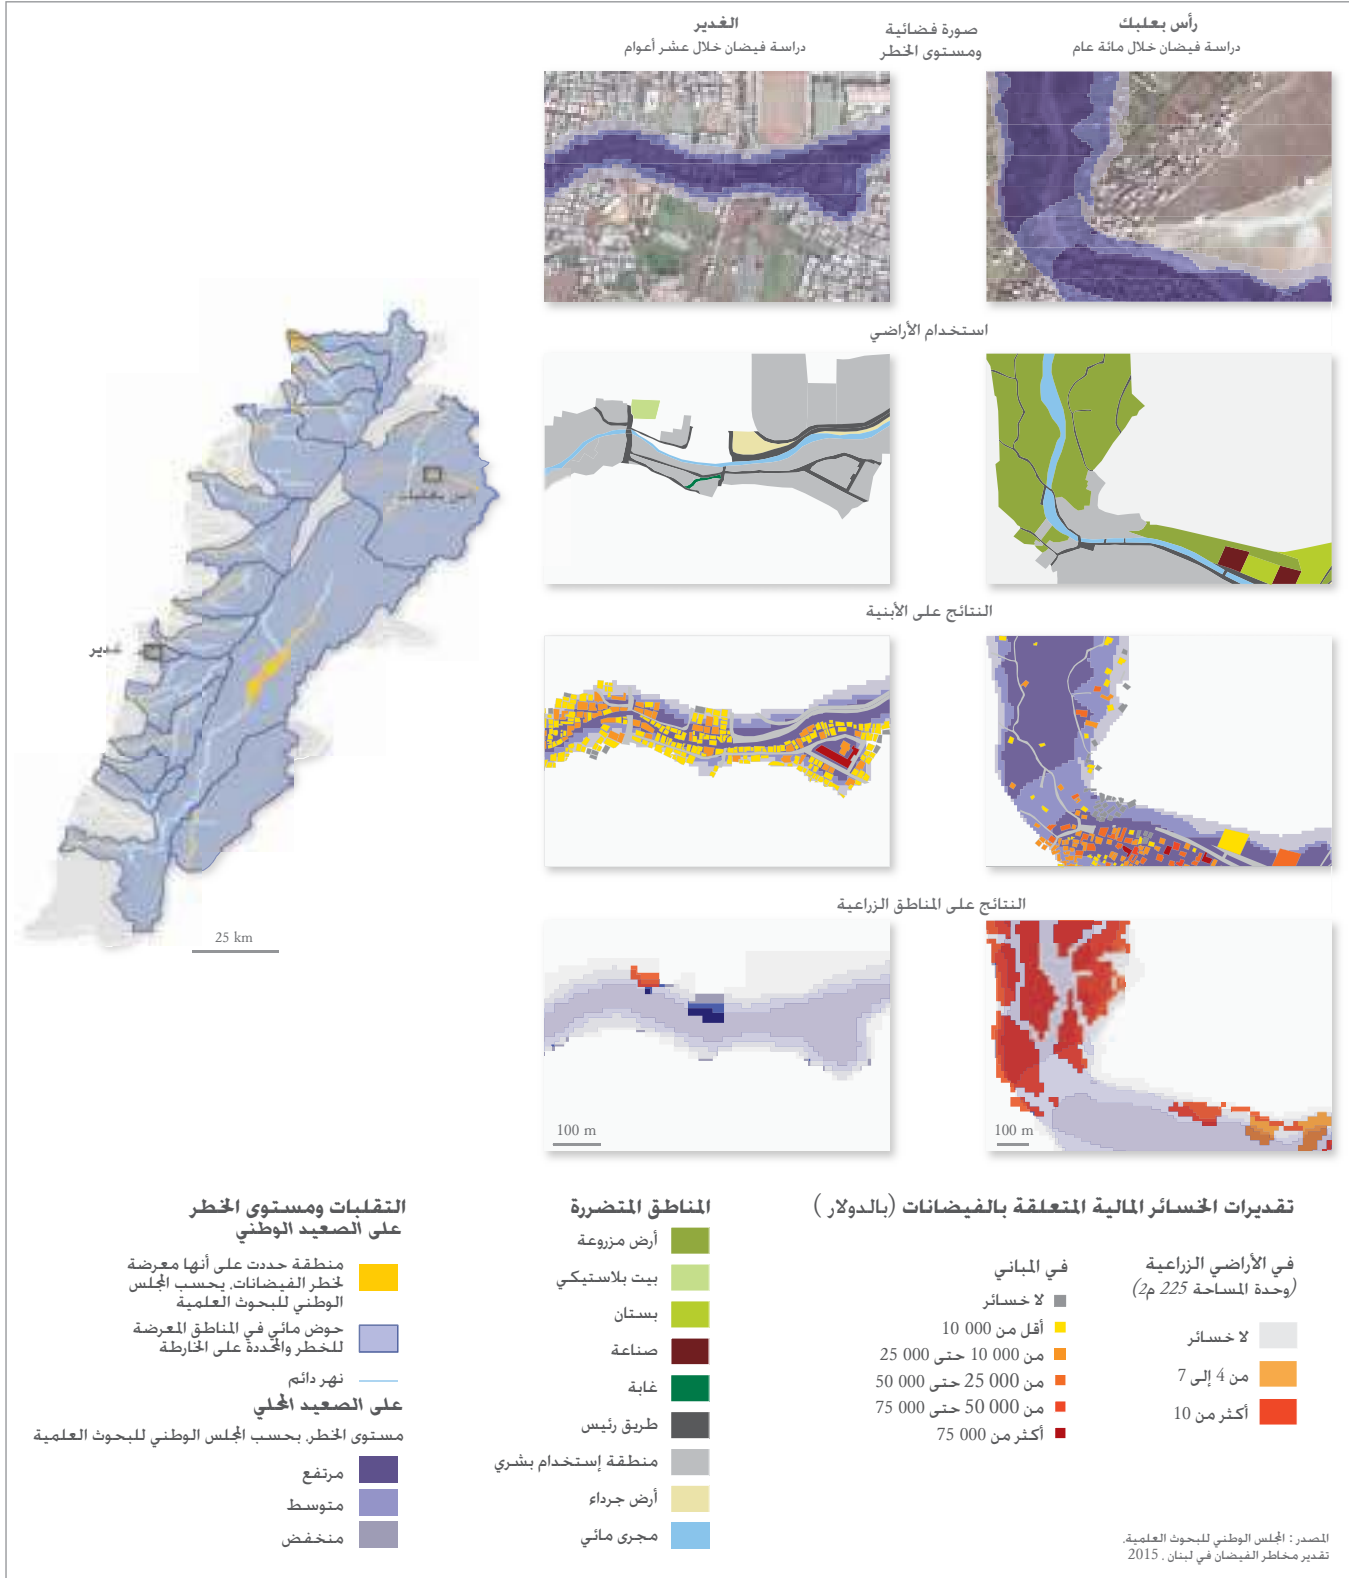 رأس بعلبك
دراسة فيضان خلال مائة عام
صورة فضائية
ومستوى الخطر
الغدير
دراسة فيضان خلال عشر أعوام
استخدام الأراضي
النتائج على الأبنية
النتائج على المناطق الزراعية
100 m
100 m
25 km
تقديرات الخسائر المالية المتعلقة بالفيضانات (بالدولار )
في الأراضي الزراعية
(وحدة المساحة 225 م2)
لا خسائر
من 4 إلى 7
أكثر من 10
في المباني
لا خسائر
أقل من 000 10
من 000 10 حتى 000 25
من 000 25 حتى 000 50
من 000 50 حتى 000 75
أكثر من 000 75
المناطق المتضررة
أرض مزروعة
بيت بلاستيكي
بستان
صناعة
غابة
طريق رئيس
منطقة إستخدام بشري
أرض جرداء
مجرى مائي
التقلبات ومستوى الخطر
على الصعيد الوطني
منطقة حددت على أنها معرضة
لخطر الفيضانات، بحسب المجلس
الوطني للبحوث العلمية
حوض مائي في المناطق المعرضة
للخطر والمحددة على الخارطة
نهر دائم
على الصعيد المحلي
مستوى الخطر، بحسب المجلس الوطني للبحوث العلمية
مرتفع
متوسط
منخفض
المصدر : المجلس الوطني للبحوث العلمية،
تقدير مخاطر الفيضان في لبنان ، 2015